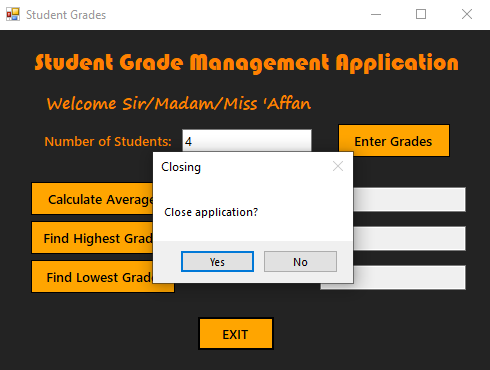 Student Grades
Student Grade Management Application
Welcome Sir/Madam/Miss 'Affan
Number of Students: 4 Enter Grades
Closing
Calculate Average
Close application?
Find Highest Grad
Yes No
Find Lowest Grad
EXIT